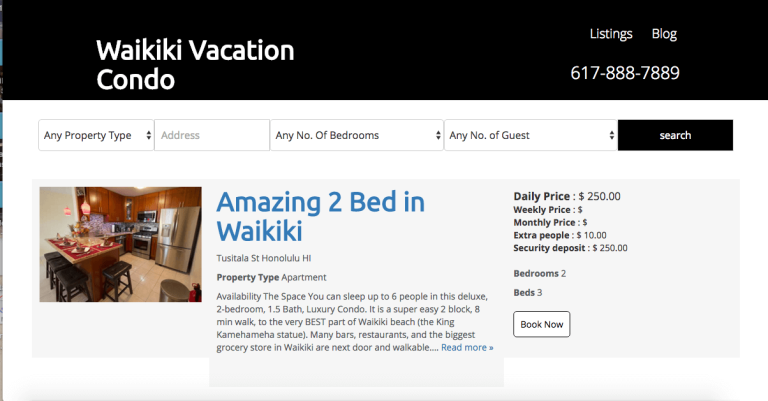 Waikiki Vacation
Condo
Listings Blog
617-888-7889
Any Property Type
Address
Any No. Of Bedrooms
Any No. of Guest
search
Amazing 2 Bed in
Waikiki
Tusitala St Honolulu HI
Property Type Apartment
Availability The Space You can sleep up to 6 people in this deluxe,
2-bedroom, 1.5 Bath, Luxury Condo. It is a super easy 2 block, 8
min walk, to the very BEST part of Waikiki beach (the King
Kamehameha statue). Many bars, restaurants, and the biggest
grocery store in Waikiki are next door and walkable.... Read more »
Daily Price : $ 250.00
Weekly Price : $
Monthly Price : $
Extra people : $ 10.00
Security deposit : $ 250.00
Bedrooms 2
Beds 3
Book Now